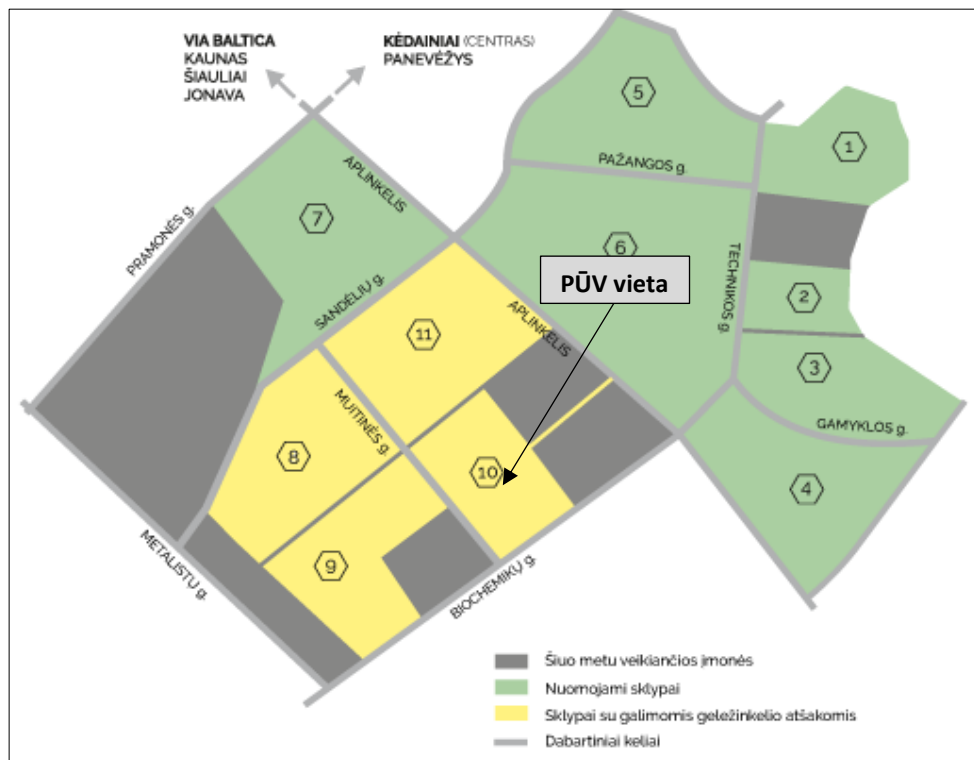 VIA BALTICA
KAUNAS
ŠIAULIAI
JONAVA
KĖDAINIAI (CENTRAS)
PANEVĖŽYS
5
1
PAŽANGOS g.
APLINKELIS
7
PRAMONĖS g.
6
TECHNIKOS g.
PŪV vieta
SANDĖLIŲ g.
2
11
APLINKELIS
3
MUITINĖS g.
GAMYKLOS g.
8
10
4
METALISTŲ g.
9
BIOCHEMIKŲ g.
Šiuo metu veikiančios įmonės
Nuomojami sklypai
Sklypai su galimomis geležinkelio atšakomis
Dabartiniai keliai